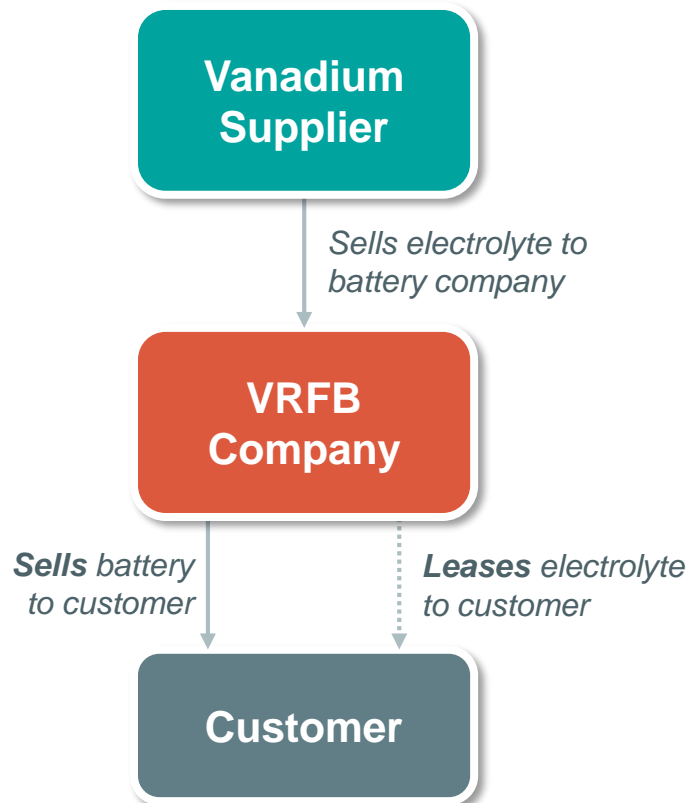 Vanadium
Supplier
Sells electrolyte to
battery company
VRFB
Company
Sells battery
to customer
Leases electrolyte
to customer
Customer